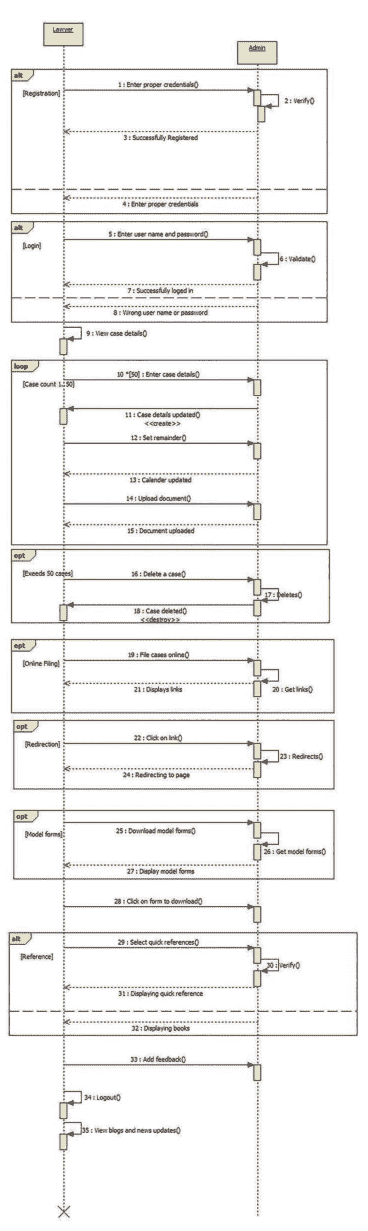 Lawyer
Admin
alt
1 : Enter proper credentials()
[Registration]
2 : Verify()
3 : Successfully Registered
4 : Enter proper credentials
alt
5 : Enter user name and password()
[Login]
6 : Validate()
7 : Successfully loged in
8 : Wrong user name or password
9 : View case details()
loop
10 *[50] : Enter case details()
[Case count 1..50]
11 : Case details updated()
<<create>>
12 : Set remainder()
13 : Calender updated
14 : Upload document()
15 : Document uploaded
opt
[Exceeds 50 cases]
16 : Delete a case()
17 : Deletes()
18 : Case deleted()
<<destroy>>
opt
19 : File cases online()
[Online Filing]
21 : Displays links
20 : Get links()
opt
22 : Click on link()
[Redirection]
23 : Redirects()
24 : Redirecting to page
opt
25 : Download model forms()
[Model forms]
26 : Get model forms()
27 : Display model forms
28 : Click on form to download()
alt
29 : Select quick references()
[Reference]
30 : Verify()
31 : Displaying quick reference
32 : Displaying books
33 : Add feedback()
34 : Logout()
35 : View blogs and news updates()